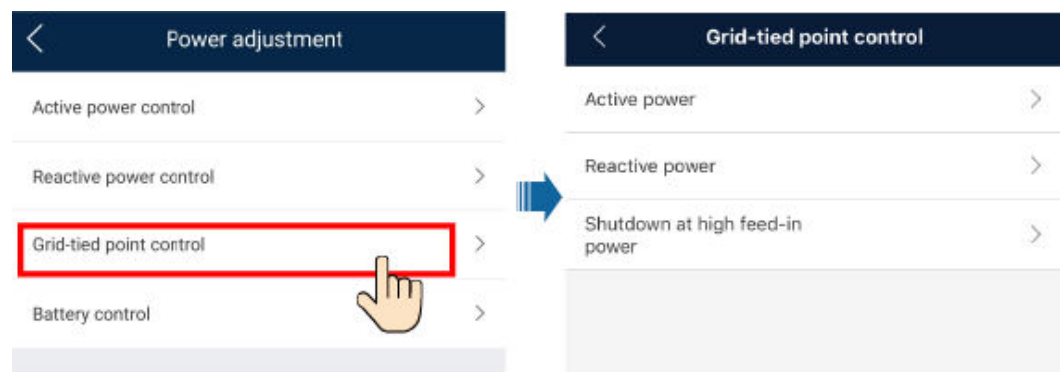 Power adjustment
Active power control
Reactive power control
Grid-tied point control
Battery control
Grid-tied point control
Active power
Reactive power
Shutdown at high feed-in
power